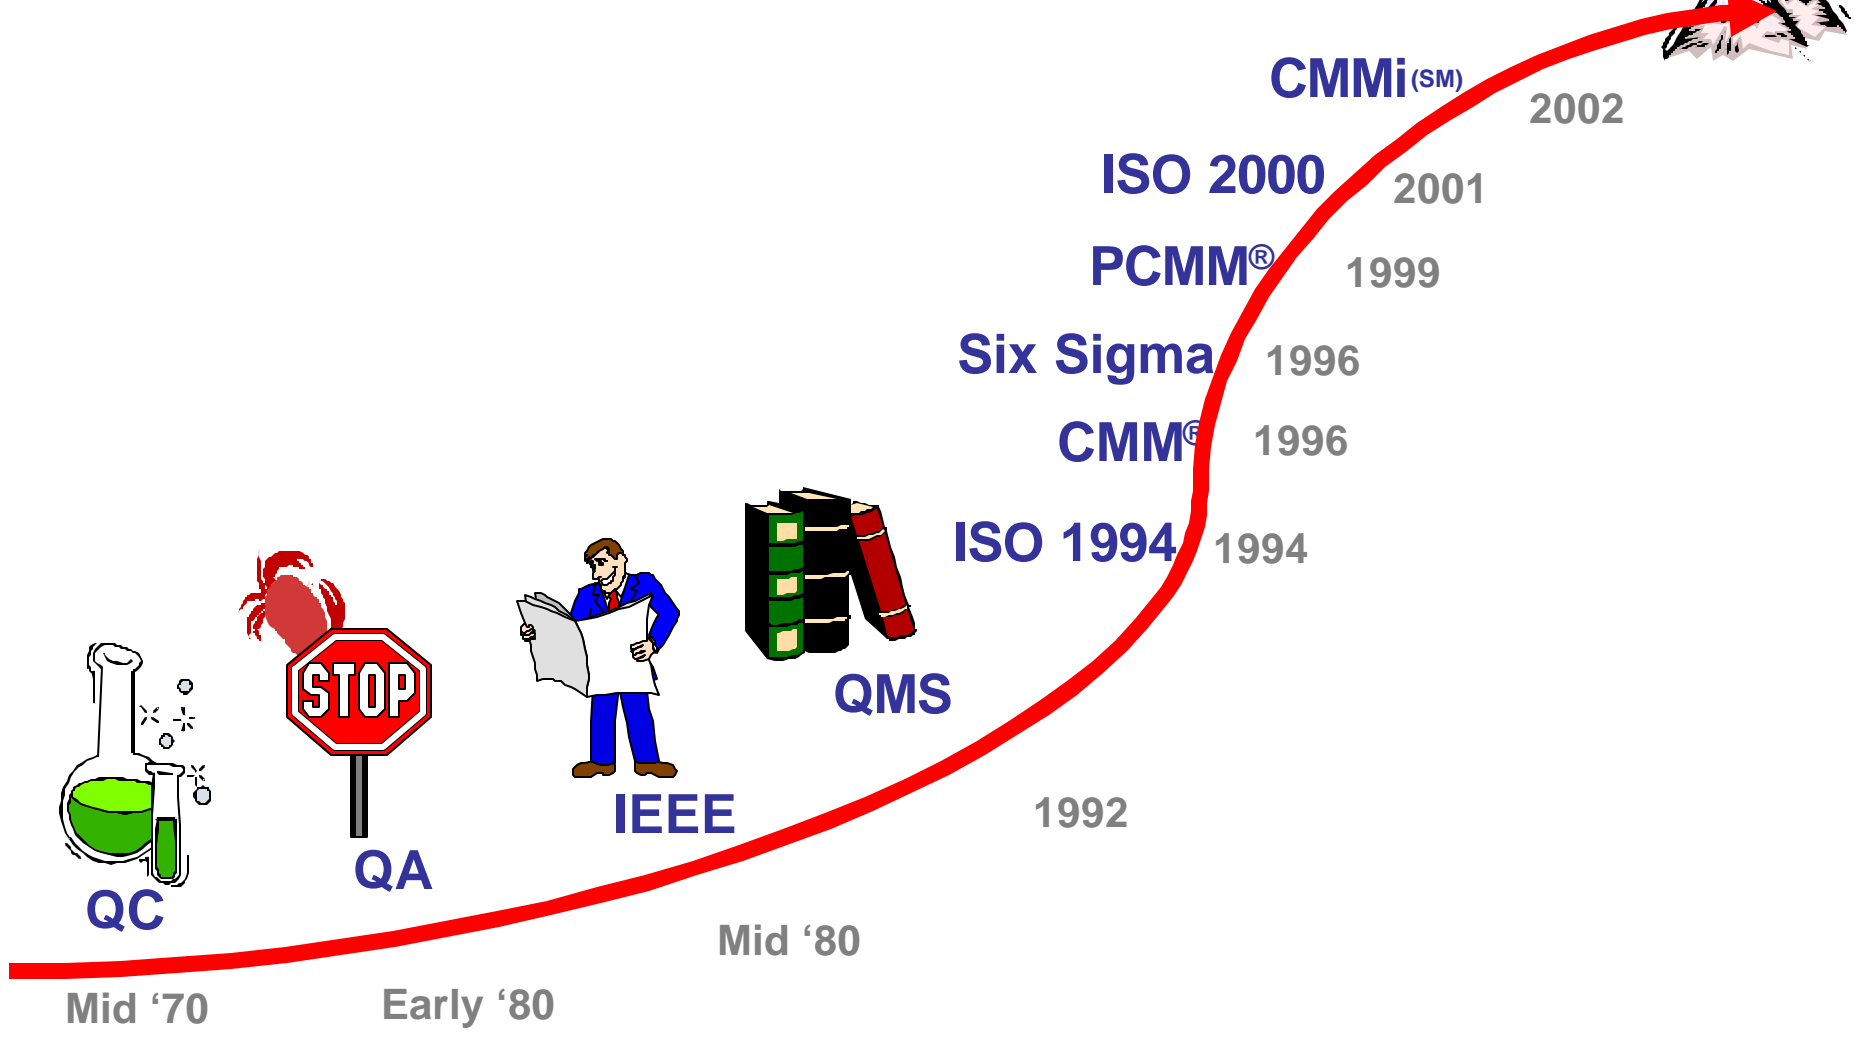 CMMi(SM)
2002
ISO 2000
2001
PCMM®
1999
Six Sigma
1996
CMM®
1996
ISO 1994
1994
STOP
QMS
IEEE
1992
QA
QC
Mid ‘80
Early ‘80
Mid ‘70